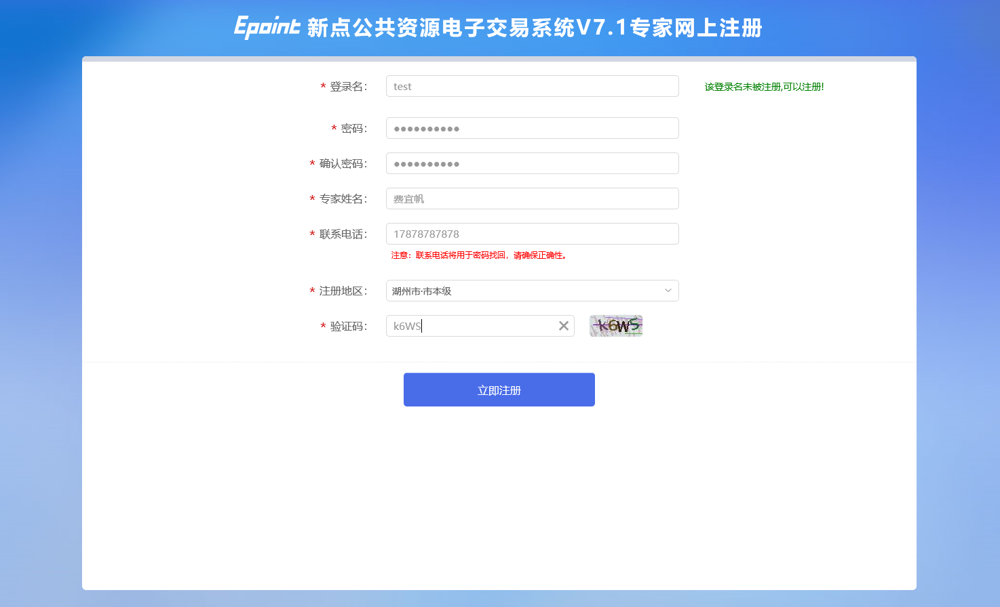 Epoint 新点公共资源电子交易系统V7.1专家网上注册
* 登录名： test 该登录名未被注册,可以注册!
* 密码： ●●●●●●●●●●
* 确认密码： ●●●●●●●●●●
* 专家姓名： 费宜帆
* 联系电话： 17878787878
注意：联系电话将用于密码找回，请确保正确性。
* 注册地区： 湖州市·市本级
* 验证码： k6WS k6WS
立即注册